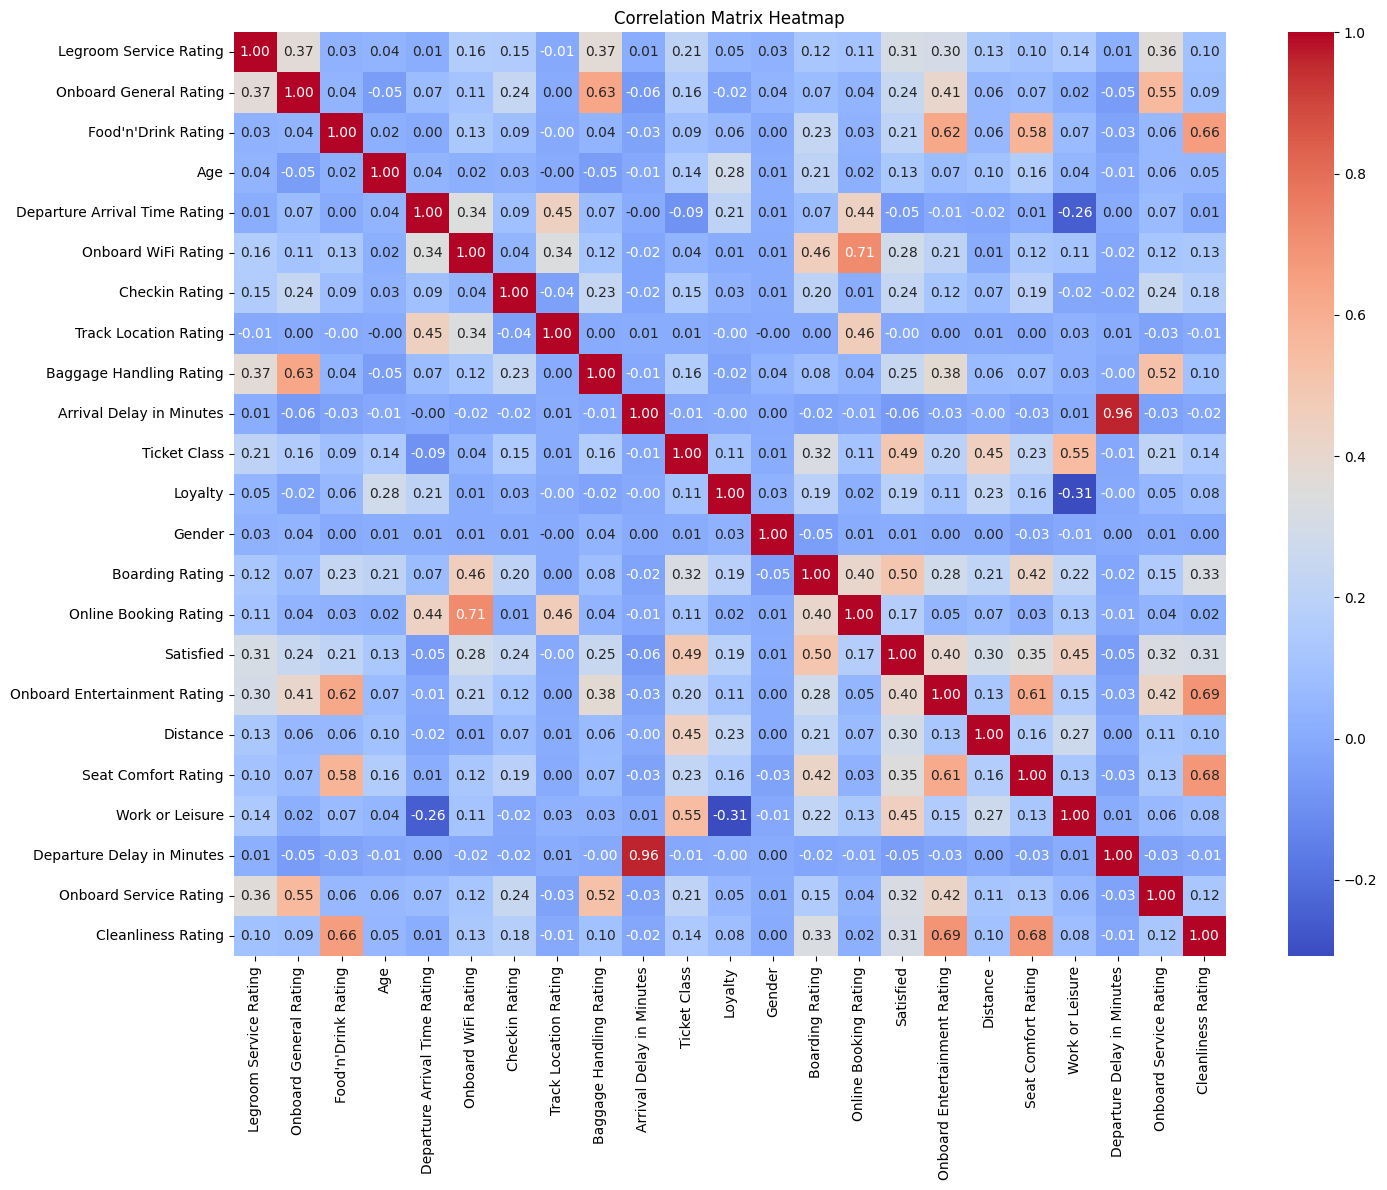 Correlation Matrix Heatmap
Legroom Service Rating 1.00 0.37 0.03 0.04 0.01 0.16 0.15 -0.01 0.37 0.01 0.21 0.05 0.03 0.12 0.11 0.31 0.30 0.13 0.10 0.14 0.01 0.36 0.10
Onboard General Rating 0.37 1.00 0.04 -0.05 0.07 0.11 0.24 0.00 0.63 -0.06 0.16 -0.02 0.04 0.07 0.04 0.24 0.41 0.06 0.07 0.02 -0.05 0.55 0.09
Food'n'Drink Rating 0.03 0.04 1.00 0.02 0.00 0.13 0.09 -0.00 0.04 -0.03 0.09 0.06 0.00 0.23 0.03 0.21 0.62 0.06 0.58 0.07 -0.03 0.06 0.66
Age 0.04 -0.05 0.02 1.00 0.04 0.02 0.03 -0.00 -0.05 -0.01 0.14 0.28 0.01 0.21 0.02 0.13 0.07 0.10 0.16 0.04 -0.01 0.06 0.05
Departure Arrival Time Rating 0.01 0.07 0.00 0.04 1.00 0.34 0.09 0.45 0.07 -0.00 -0.09 0.21 0.01 0.07 0.44 -0.05 -0.01 -0.02 0.01 -0.26 0.00 0.07 0.01
Onboard WiFi Rating 0.16 0.11 0.13 0.02 0.34 1.00 0.04 0.34 0.12 -0.02 0.04 0.01 0.01 0.46 0.71 0.28 0.21 0.01 0.12 0.11 -0.02 0.12 0.13
Checkin Rating 0.15 0.24 0.09 0.03 0.09 0.04 1.00 -0.04 0.23 -0.02 0.15 0.03 0.01 0.20 0.01 0.24 0.12 0.07 0.19 -0.02 -0.02 0.24 0.18
Track Location Rating -0.01 0.00 -0.00 -0.00 0.45 0.34 -0.04 1.00 0.00 0.01 0.01 -0.00 -0.00 0.00 0.46 -0.00 0.00 0.01 0.00 0.03 0.01 -0.03 -0.01
Baggage Handling Rating 0.37 0.63 0.04 -0.05 0.07 0.12 0.23 0.00 1.00 -0.01 0.16 -0.02 0.04 0.08 0.04 0.25 0.38 0.06 0.07 0.03 -0.00 0.52 0.10
Arrival Delay in Minutes 0.01 -0.06 -0.03 -0.01 -0.00 -0.02 -0.02 0.01 -0.01 1.00 -0.01 -0.00 0.00 -0.02 -0.01 -0.06 -0.03 -0.00 -0.03 0.01 0.96 -0.03 -0.02
Ticket Class 0.21 0.16 0.09 0.14 -0.09 0.04 0.15 0.01 0.16 -0.01 1.00 0.11 0.01 0.32 0.11 0.49 0.20 0.45 0.23 0.55 -0.01 0.21 0.14
Loyalty 0.05 -0.02 0.06 0.28 0.21 0.01 0.03 -0.00 -0.02 -0.00 0.11 1.00 0.03 0.19 0.02 0.19 0.11 0.23 0.16 -0.31 -0.00 0.05 0.08
Gender 0.03 0.04 0.00 0.01 0.01 0.01 0.01 -0.00 0.04 0.00 0.01 0.03 1.00 -0.05 0.01 0.01 0.00 0.00 -0.03 -0.01 0.00 0.01 0.00
Boarding Rating 0.12 0.07 0.23 0.21 0.07 0.46 0.20 0.00 0.08 -0.02 0.32 0.19 -0.05 1.00 0.40 0.50 0.28 0.21 0.42 0.22 -0.02 0.15 0.33
Online Booking Rating 0.11 0.04 0.03 0.02 0.44 0.71 0.01 0.46 0.04 -0.01 0.11 0.02 0.01 0.40 1.00 0.17 0.05 0.07 0.03 0.13 -0.01 0.04 0.02
Satisfied 0.31 0.24 0.21 0.13 -0.05 0.28 0.24 -0.00 0.25 -0.06 0.49 0.19 0.01 0.50 0.17 1.00 0.40 0.30 0.35 0.45 -0.05 0.32 0.31
Onboard Entertainment Rating 0.30 0.41 0.62 0.07 -0.01 0.21 0.12 0.00 0.38 -0.03 0.20 0.11 0.00 0.28 0.05 0.40 1.00 0.13 0.61 0.15 -0.03 0.42 0.69
Distance 0.13 0.06 0.06 0.10 -0.02 0.01 0.07 0.01 0.06 -0.00 0.45 0.23 0.00 0.21 0.07 0.30 0.13 1.00 0.16 0.27 0.00 0.11 0.10
Seat Comfort Rating 0.10 0.07 0.58 0.16 0.01 0.12 0.19 0.00 0.07 -0.03 0.23 0.16 -0.03 0.42 0.03 0.35 0.61 0.16 1.00 0.13 -0.03 0.13 0.68
Work or Leisure 0.14 0.02 0.07 0.04 -0.26 0.11 -0.02 0.03 0.03 0.01 0.55 -0.31 -0.01 0.22 0.13 0.45 0.15 0.27 0.13 1.00 0.01 0.06 0.08
Departure Delay in Minutes 0.01 -0.05 -0.03 -0.01 0.00 -0.02 -0.02 0.01 -0.00 0.96 -0.01 -0.00 0.00 -0.02 -0.01 -0.05 -0.03 0.00 -0.03 0.01 1.00 -0.03 -0.01
Onboard Service Rating 0.36 0.55 0.06 0.06 0.07 0.12 0.24 -0.03 0.52 -0.03 0.21 0.05 0.01 0.15 0.04 0.32 0.42 0.11 0.13 0.06 -0.03 1.00 0.12
Cleanliness Rating 0.10 0.09 0.66 0.05 0.01 0.13 0.18 -0.01 0.10 -0.02 0.14 0.08 0.00 0.33 0.02 0.31 0.69 0.10 0.68 0.08 -0.01 0.12 1.00
Legroom Service Rating
Onboard General Rating
Food'n'Drink Rating
Age
Departure Arrival Time Rating
Onboard WiFi Rating
Checkin Rating
Track Location Rating
Baggage Handling Rating
Arrival Delay in Minutes
Ticket Class
Loyalty
Gender
Boarding Rating
Online Booking Rating
Satisfied
Onboard Entertainment Rating
Distance
Seat Comfort Rating
Work or Leisure
Departure Delay in Minutes
Onboard Service Rating
Cleanliness Rating
1.0
0.8
0.6
0.4
0.2
0.0
−0.2